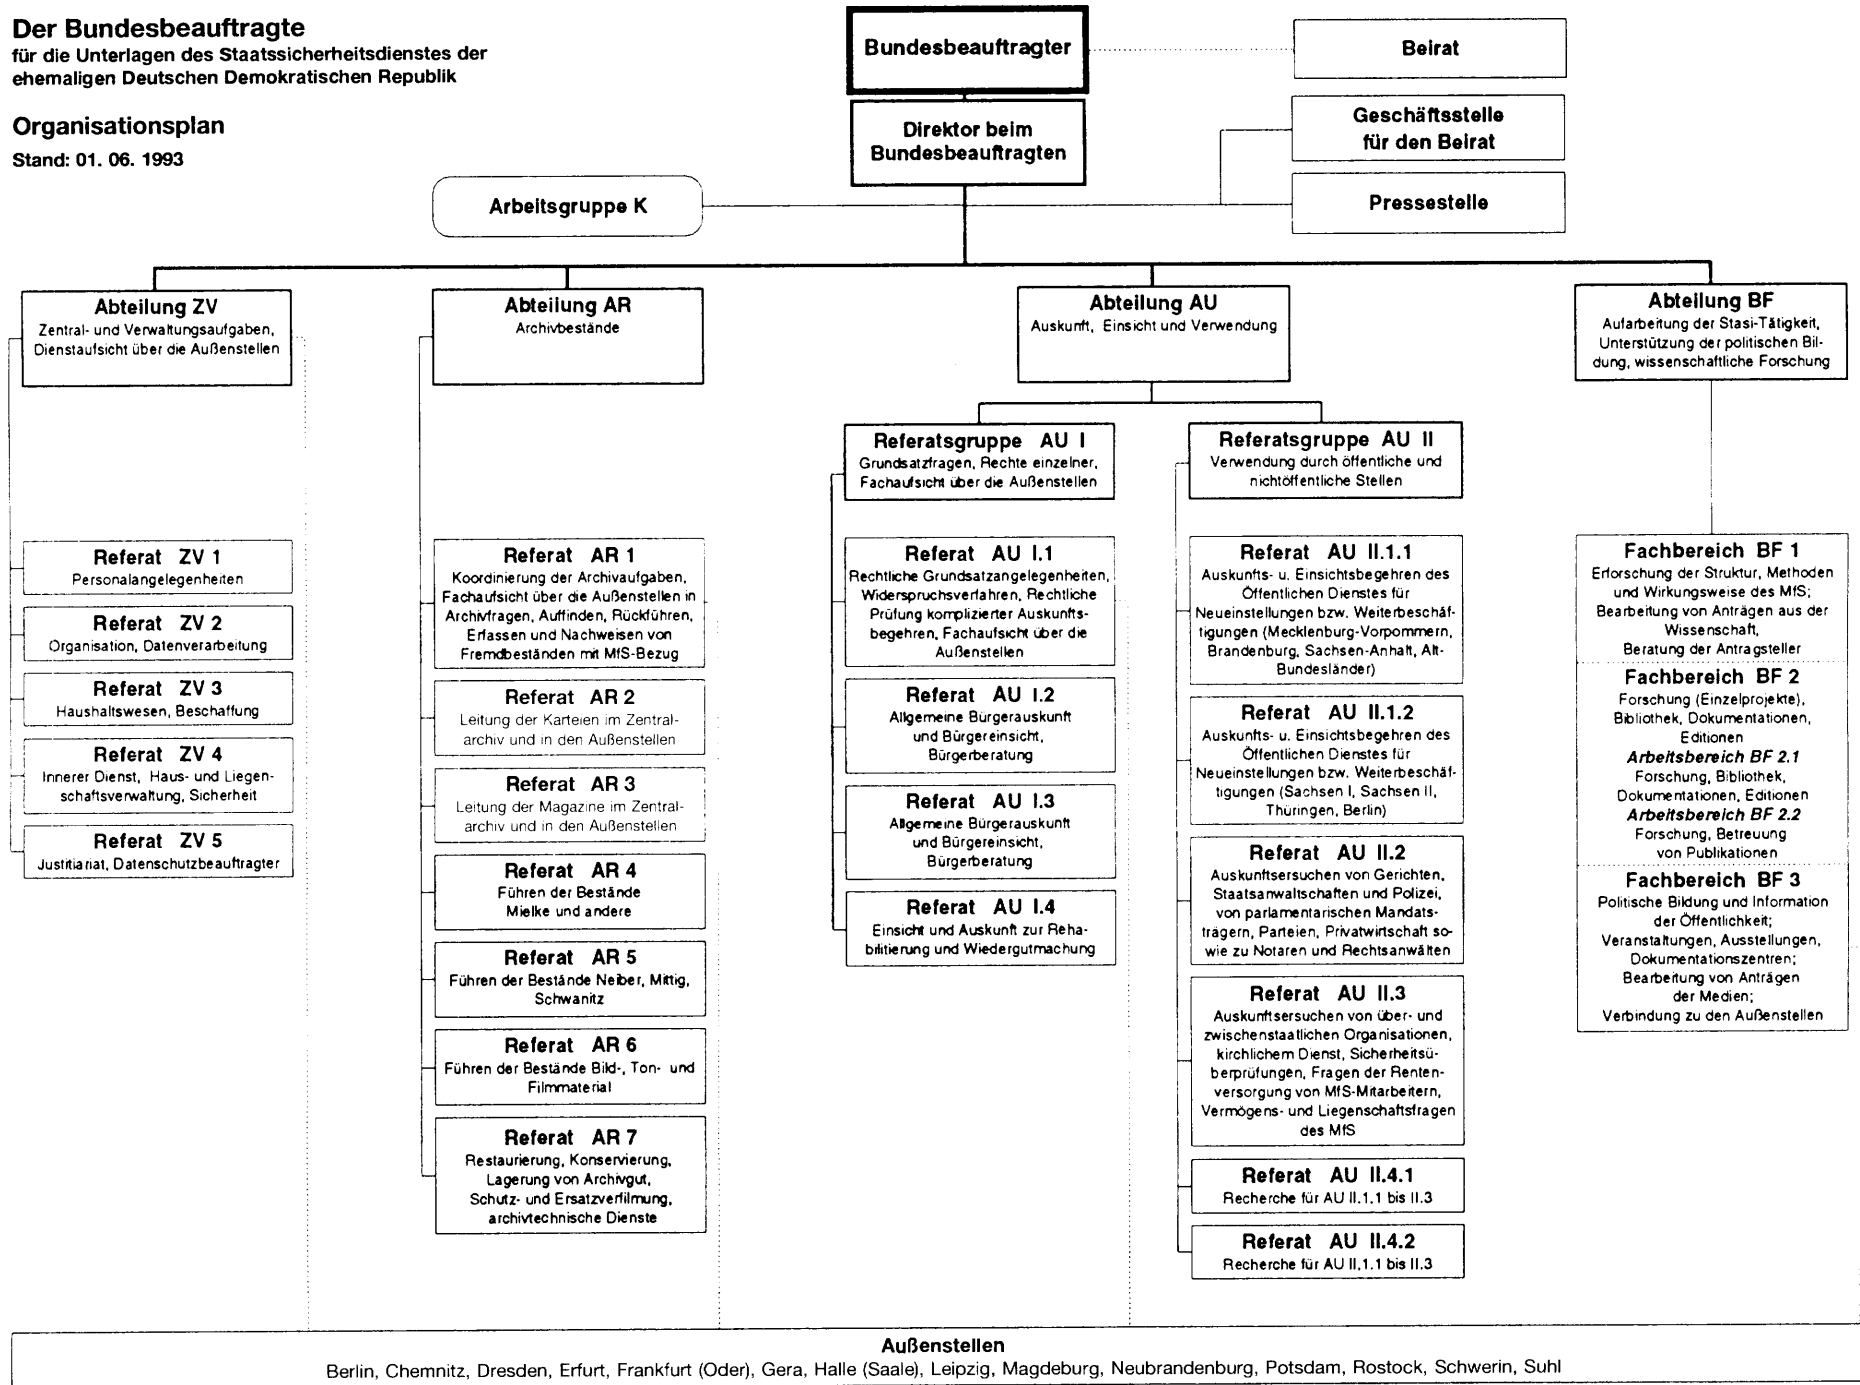 Der Bundesbeauftragte
für die Unterlagen des Staatssicherheitsdienstes der
ehemaligen Deutschen Demokratischen Republik
Organisationsplan
Stand: 01. 06. 1993
Bundesbeauftragter
Beirat
Direktor beim
Bundesbeauftragten
Geschäftsstelle
für den Beirat
Arbeitsgruppe K
Pressestelle
Abteilung ZV
Zentral- und Verwaltungsaufgaben,
Dienstaufsicht über die Außenstellen
Referat ZV 1
Personalangelegenheiten
Referat ZV 2
Organisation, Datenverarbeitung
Referat ZV 3
Haushaltswesen, Beschaffung
Referat ZV 4
Innerer Dienst, Haus- und Liegen-
schaftsverwaltung, Sicherheit
Referat ZV 5
Justitiariat, Datenschutzbeauftragter
Abteilung AR
Archivbestände
Referat AR 1
Koordinierung der Archivaufgaben,
Fachaufsicht über die Außenstellen in
Archivfragen, Auffinden, Rückführen,
Erfassen und Nachweisen von
Fremdbeständen mit MfS-Bezug
Referat AR 2
Leitung der Karteien im Zentral-
archiv und in den Außenstellen
Referat AR 3
Leitung der Magazine im Zentral-
archiv und in den Außenstellen
Referat AR 4
Führen der Bestände
Mielke und andere
Referat AR 5
Führen der Bestände Neiber, Mittig,
Schwanitz
Referat AR 6
Führen der Bestände Bild-, Ton- und
Filmmaterial
Referat AR 7
Restaurierung, Konservierung,
Lagerung von Archivgut,
Schutz- und Ersatzverfilmung,
archivtechnische Dienste
Abteilung AU
Auskunft, Einsicht und Verwendung
Referatsgruppe AU I
Grundsatzfragen, Rechte einzelner,
Fachaufsicht über die Außenstellen
Referat AU I.1
Rechtliche Grundsatzangelegenheiten,
Widerspruchsverfahren, Rechtliche
Prüfung komplizierter Auskunfts-
begehren, Fachaufsicht über die
Außenstellen
Referat AU I.2
Allgemeine Bürgerauskunft
und Bürgereinsicht,
Bürgerberatung
Referat AU I.3
Allgemeine Bürgerauskunft
und Bürgereinsicht,
Bürgerberatung
Referat AU I.4
Einsicht und Auskunft zur Reha-
bilitierung und Wiedergutmachung
Referatsgruppe AU II
Verwendung durch öffentliche und
nichtöffentliche Stellen
Referat AU II.1.1
Auskunfts- u. Einsichtsbegehren des
Öffentlichen Dienstes für
Neueinstellungen bzw. Weiterbeschäf-
tigungen (Mecklenburg-Vorpommern,
Brandenburg, Sachsen-Anhalt, Alt-
Bundesländer)
Referat AU II.1.2
Auskunfts- u. Einsichtsbegehren des
Öffentlichen Dienstes für
Neueinstellungen bzw. Weiterbeschäf-
tigungen (Sachsen I, Sachsen II,
Thüringen, Berlin)
Referat AU II.2
Auskunftsersuchen von Gerichten,
Staatsanwaltschaften und Polizei,
von parlamentarischen Mandats-
trägern, Parteien, Privatwirtschaft so-
wie zu Notaren und Rechtsanwälten
Referat AU II.3
Auskunftsersuchen von über- und
zwischenstaatlichen Organisationen,
kirchlichem Dienst, Sicherheitsü-
berprüfungen, Fragen der Renten-
versorgung von MfS-Mitarbeitern,
Vermögens- und Liegenschaftsfragen
des MfS
Referat AU II.4.1
Recherche für AU II.1.1 bis II.3
Referat AU II.4.2
Recherche für AU II.1.1 bis II.3
Abteilung BF
Aufarbeitung der Stasi-Tätigkeit,
Unterstützung der politischen Bil-
dung, wissenschaftliche Forschung
Fachbereich BF 1
Erforschung der Struktur, Methoden
und Wirkungsweise des MfS;
Bearbeitung von Anträgen aus der
Wissenschaft,
Beratung der Antragsteller
Fachbereich BF 2
Forschung (Einzelprojekte),
Bibliothek, Dokumentationen,
Editionen
Arbeitsbereich BF 2.1
Forschung, Bibliothek,
Dokumentationen, Editionen
Arbeitsbereich BF 2.2
Forschung, Betreuung
von Publikationen
Fachbereich BF 3
Politische Bildung und Information
der Öffentlichkeit;
Veranstaltungen, Ausstellungen,
Dokumentationszentren;
Bearbeitung von Anträgen
der Medien;
Verbindung zu den Außenstellen
Außenstellen
Berlin, Chemnitz, Dresden, Erfurt, Frankfurt (Oder), Gera, Halle (Saale), Leipzig, Magdeburg, Neubrandenburg, Potsdam, Rostock, Schwerin, Suhl